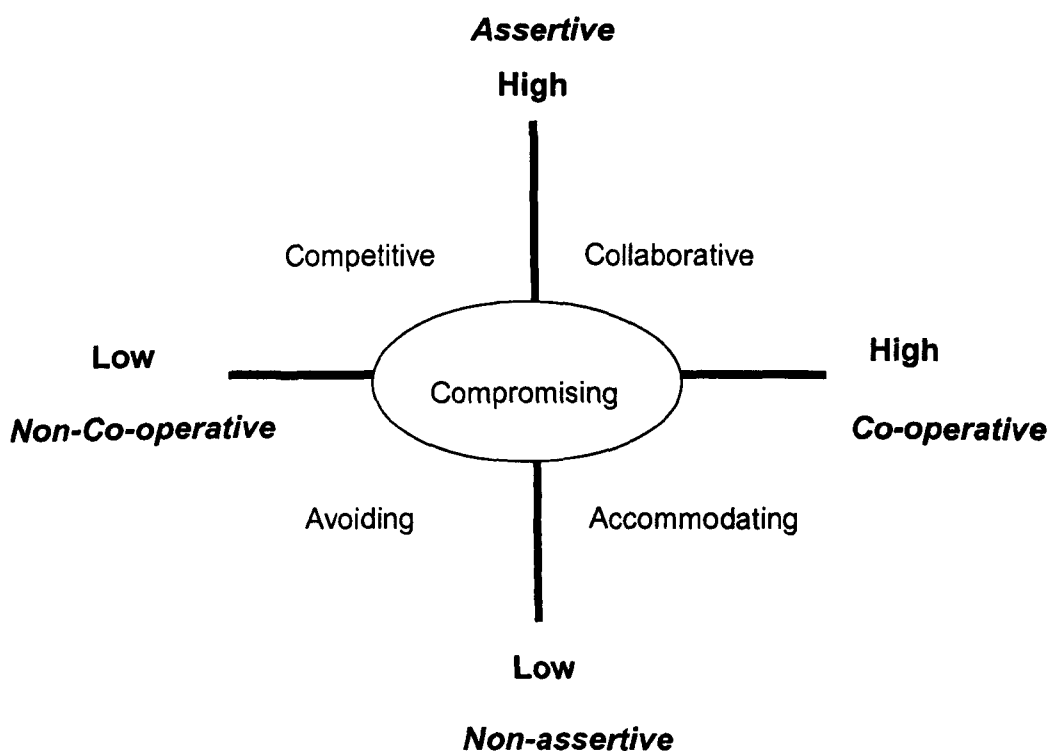 Assertive
High
Competitive
Collaborative
Low
High
Compromising
Non-Co-operative
Co-operative
Avoiding
Accommodating
Low
Non-assertive